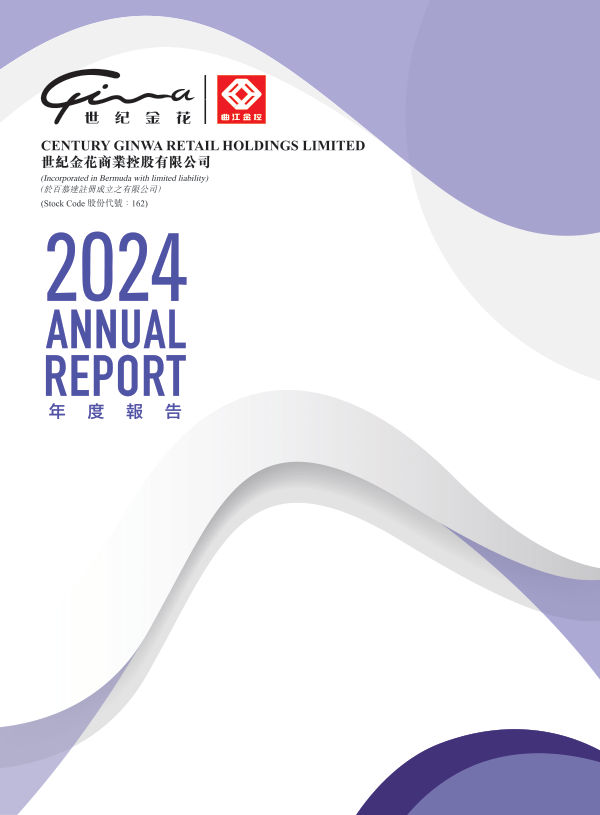 Ginwa
世纪金花
曲江金控
CENTURY GINWA RETAIL HOLDINGS LIMITED
世紀金花商業控股有限公司
(Incorporated in Bermuda with limited liability)
(於百慕達註冊成立之有限公司)
(Stock Code 股份代號：162)
2024
ANNUAL
REPORT
年度報告